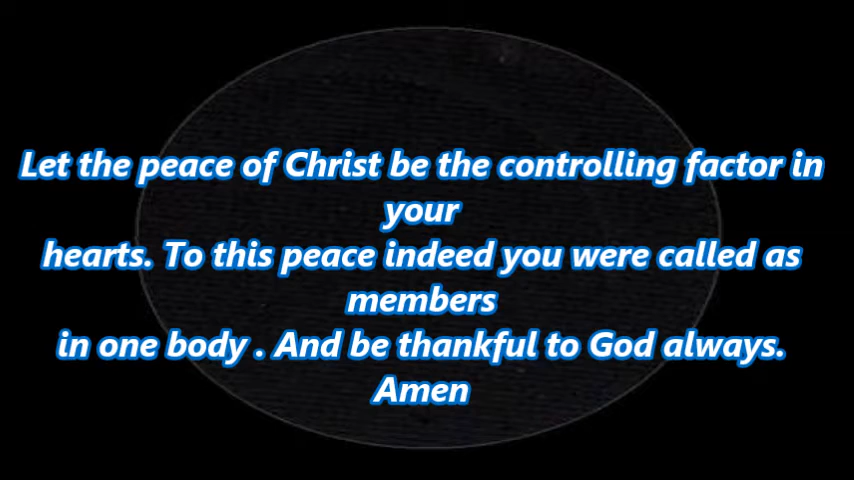 Let the peace of Christ be the controlling factor in
your
hearts. To this peace indeed you were called as
members
in one body . And be thankful to God always.
Amen